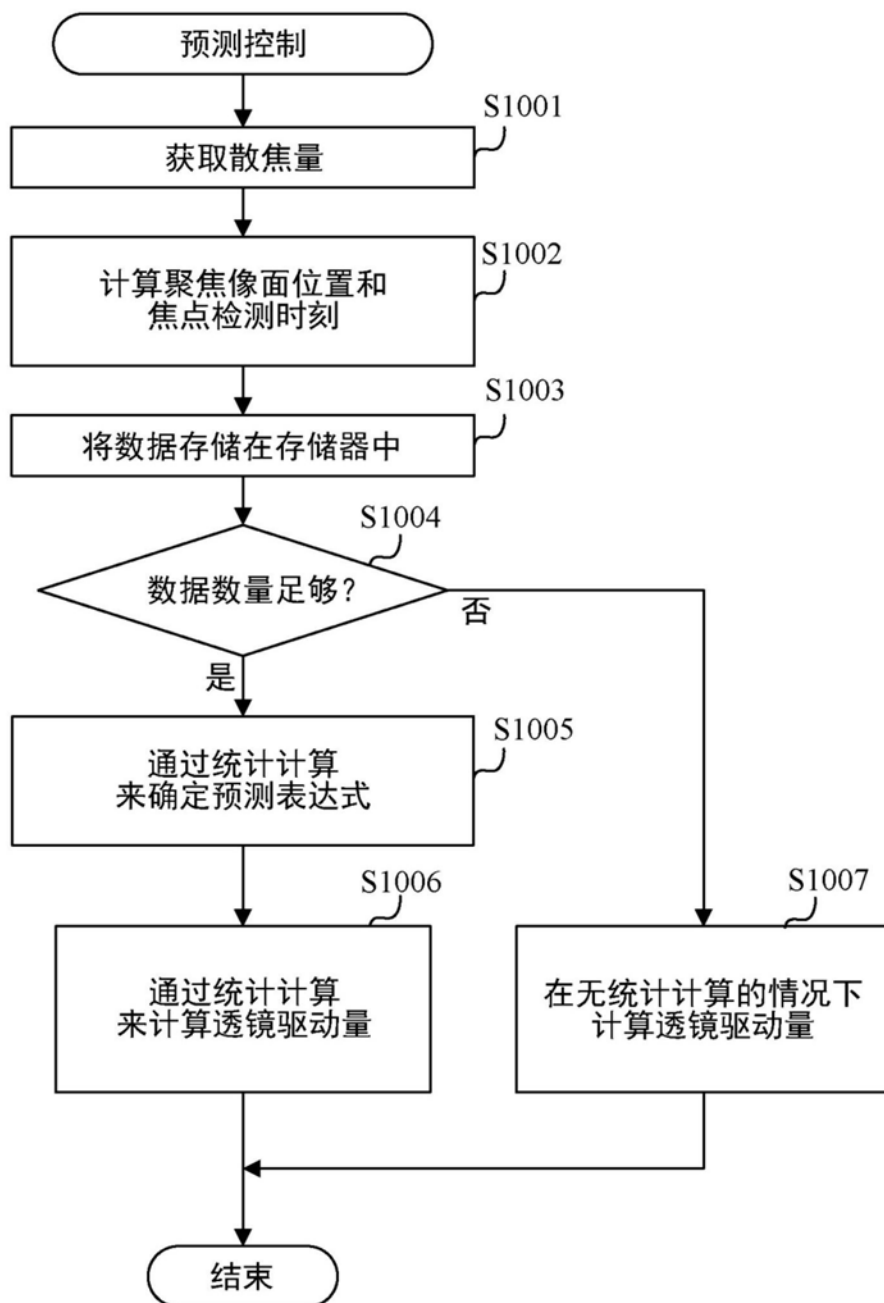 预测控制
S1001
获取散焦量
S1002
计算聚焦像面位置和
焦点检测时刻
S1003
将数据存储在存储器中
S1004
数据数量足够?
否
是
S1005
通过统计计算
来确定预测表达式
S1006
通过统计计算
来计算透镜驱动量
S1007
在无统计计算的情况下
计算透镜驱动量
结束